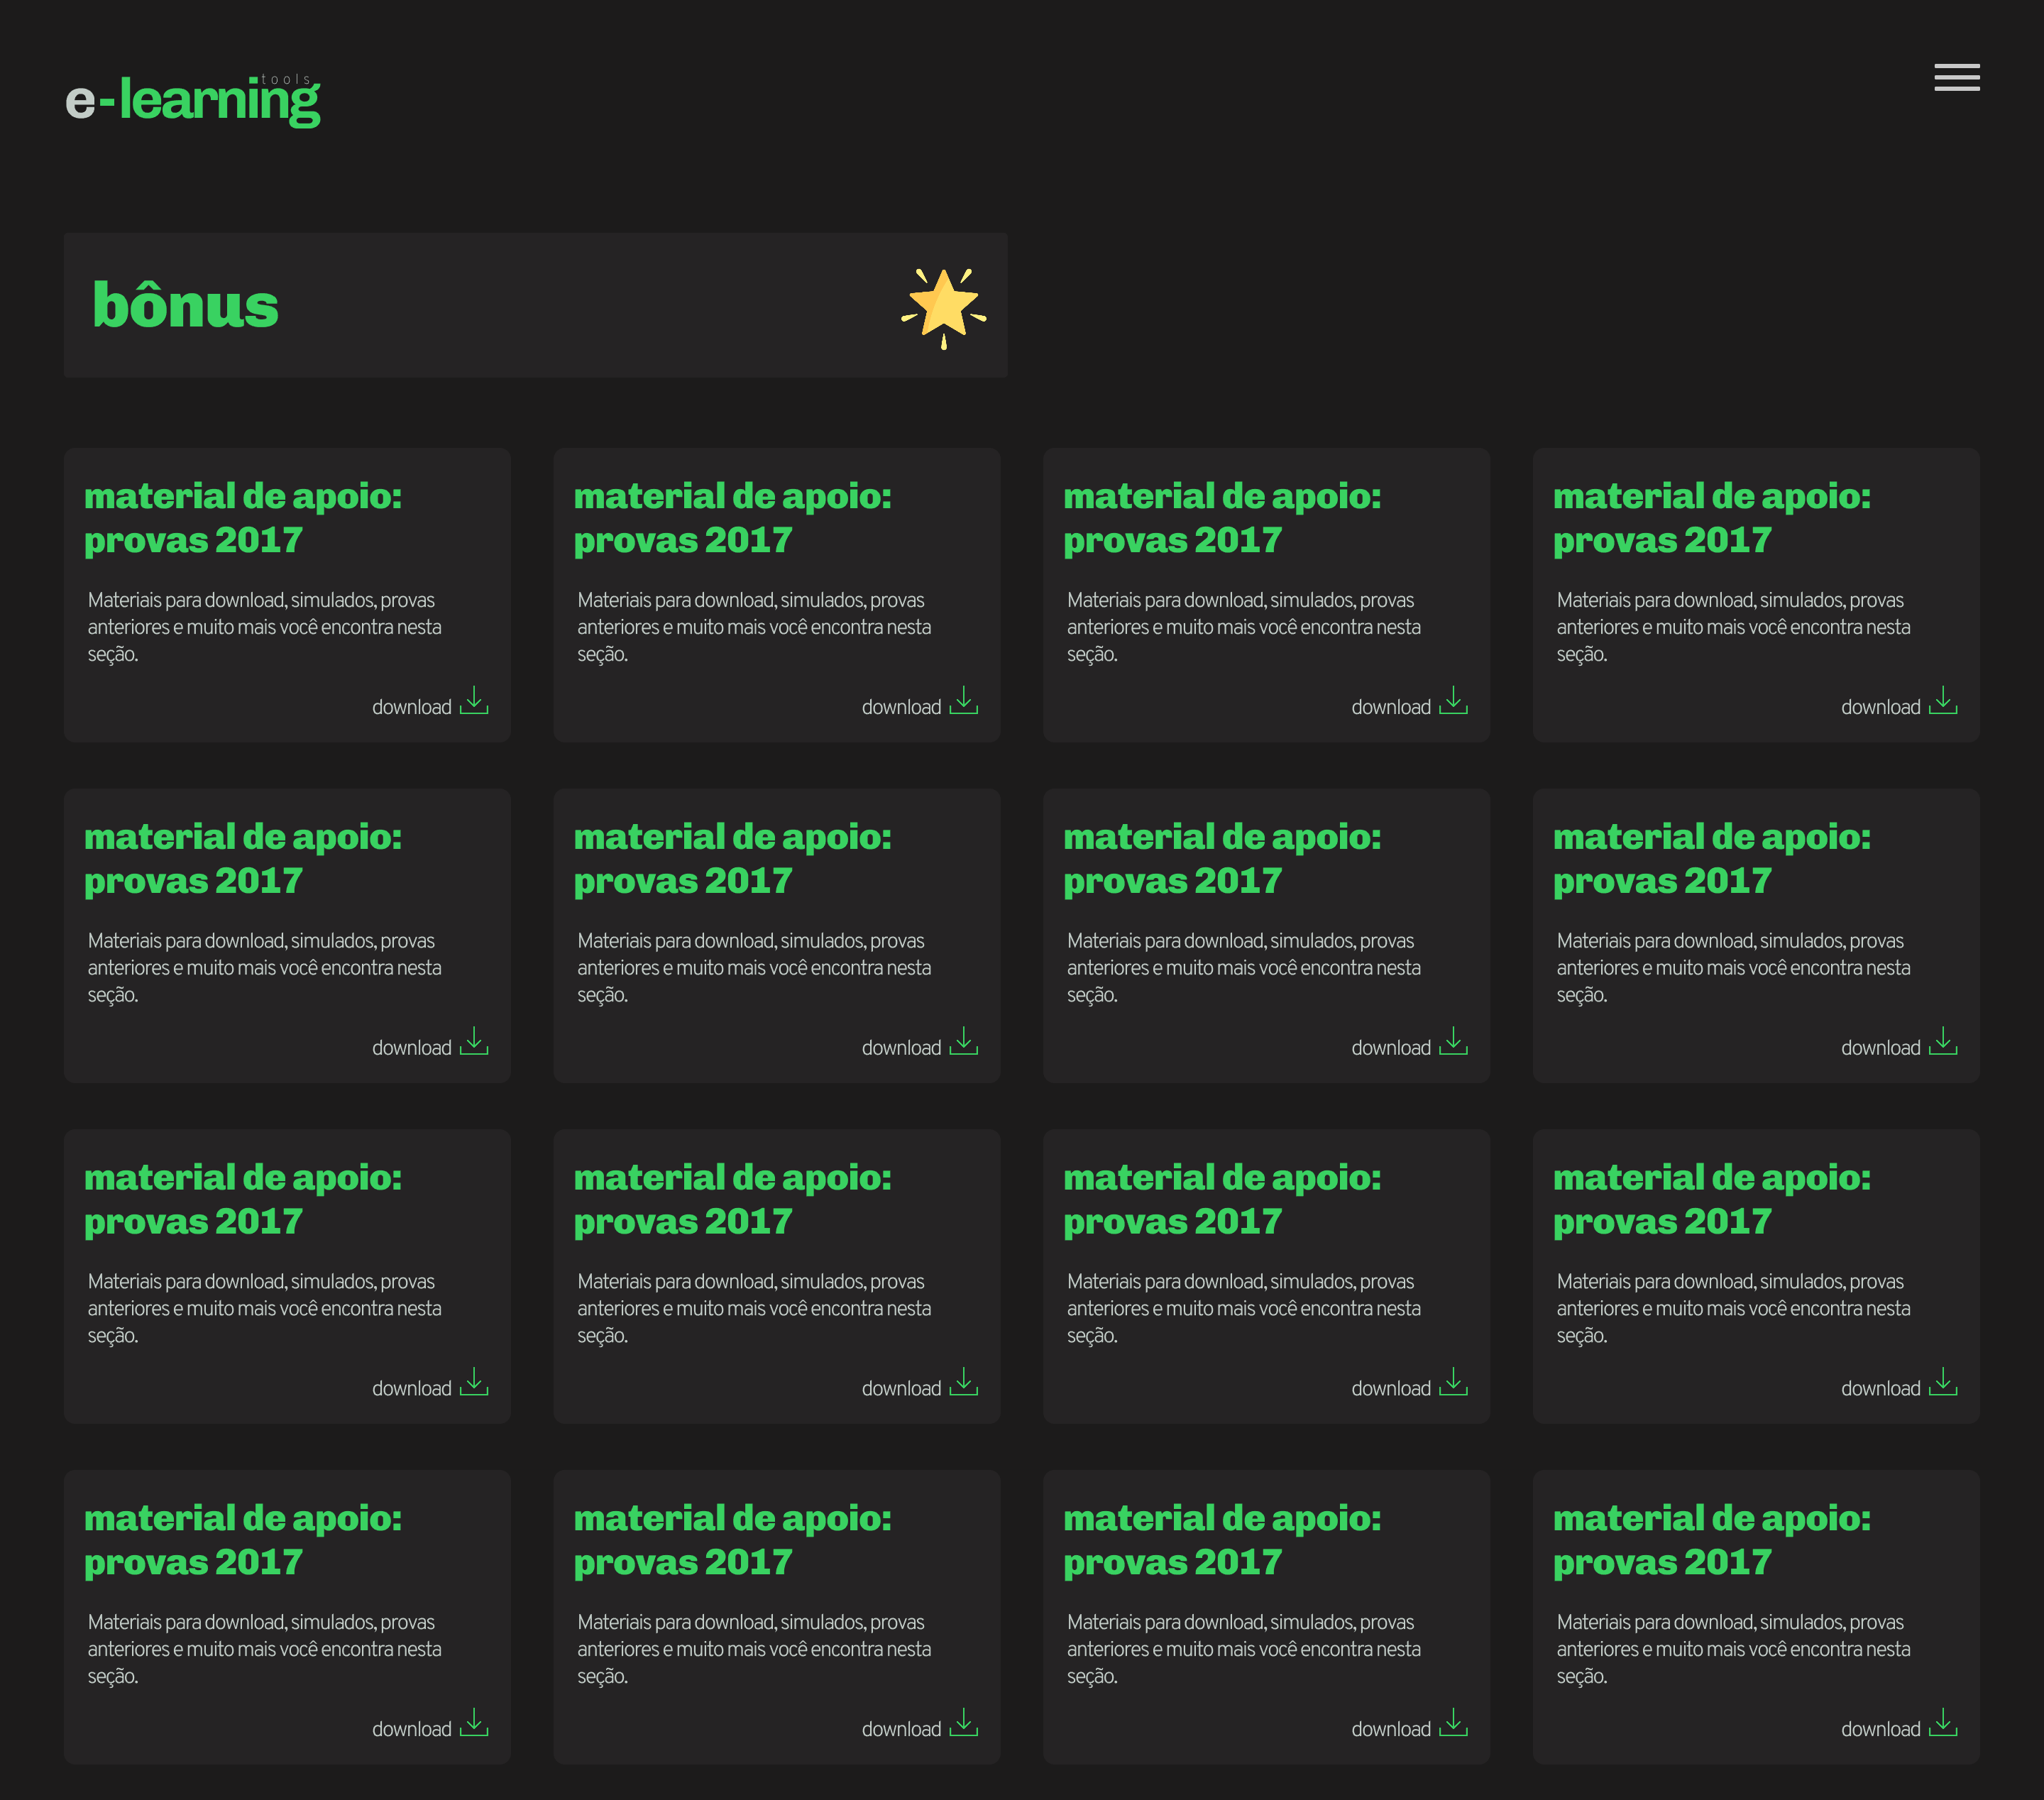 tools
e-learning
bônus
material de apoio:
provas 2017
Materiais para download, simulados, provas
anteriores e muito mais você encontra nesta
seção.
download
material de apoio:
provas 2017
Materiais para download, simulados, provas
anteriores e muito mais você encontra nesta
seção.
download
material de apoio:
provas 2017
Materiais para download, simulados, provas
anteriores e muito mais você encontra nesta
seção.
download
material de apoio:
provas 2017
Materiais para download, simulados, provas
anteriores e muito mais você encontra nesta
seção.
download
material de apoio:
provas 2017
Materiais para download, simulados, provas
anteriores e muito mais você encontra nesta
seção.
download
material de apoio:
provas 2017
Materiais para download, simulados, provas
anteriores e muito mais você encontra nesta
seção.
download
material de apoio:
provas 2017
Materiais para download, simulados, provas
anteriores e muito mais você encontra nesta
seção.
download
material de apoio:
provas 2017
Materiais para download, simulados, provas
anteriores e muito mais você encontra nesta
seção.
download
material de apoio:
provas 2017
Materiais para download, simulados, provas
anteriores e muito mais você encontra nesta
seção.
download
material de apoio:
provas 2017
Materiais para download, simulados, provas
anteriores e muito mais você encontra nesta
seção.
download
material de apoio:
provas 2017
Materiais para download, simulados, provas
anteriores e muito mais você encontra nesta
seção.
download
material de apoio:
provas 2017
Materiais para download, simulados, provas
anteriores e muito mais você encontra nesta
seção.
download
material de apoio:
provas 2017
Materiais para download, simulados, provas
anteriores e muito mais você encontra nesta
seção.
download
material de apoio:
provas 2017
Materiais para download, simulados, provas
anteriores e muito mais você encontra nesta
seção.
download
material de apoio:
provas 2017
Materiais para download, simulados, provas
anteriores e muito mais você encontra nesta
seção.
download
material de apoio:
provas 2017
Materiais para download, simulados, provas
anteriores e muito mais você encontra nesta
seção.
download